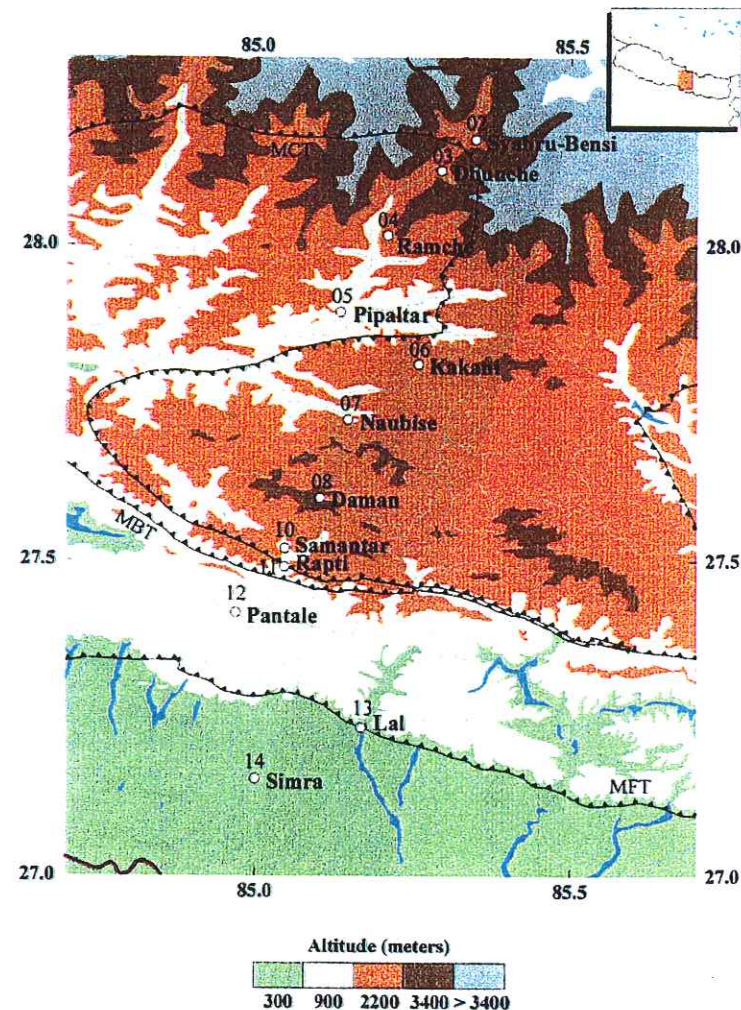 85.0
85.5
MCT
02
Syabru-Bensi
03
Dhunche
04
Ramche
28.0
28.0
05
Pipaltar
06
Kakani
07
Naubise
08
Daman
MBT
10
Samantar
27.5
11
Rapti
27.5
12
Pantale
13
Lal
14
Simra
MFT
27.0
27.0
85.0
85.5
Altitude (meters)
300 900 2200 3400 > 3400